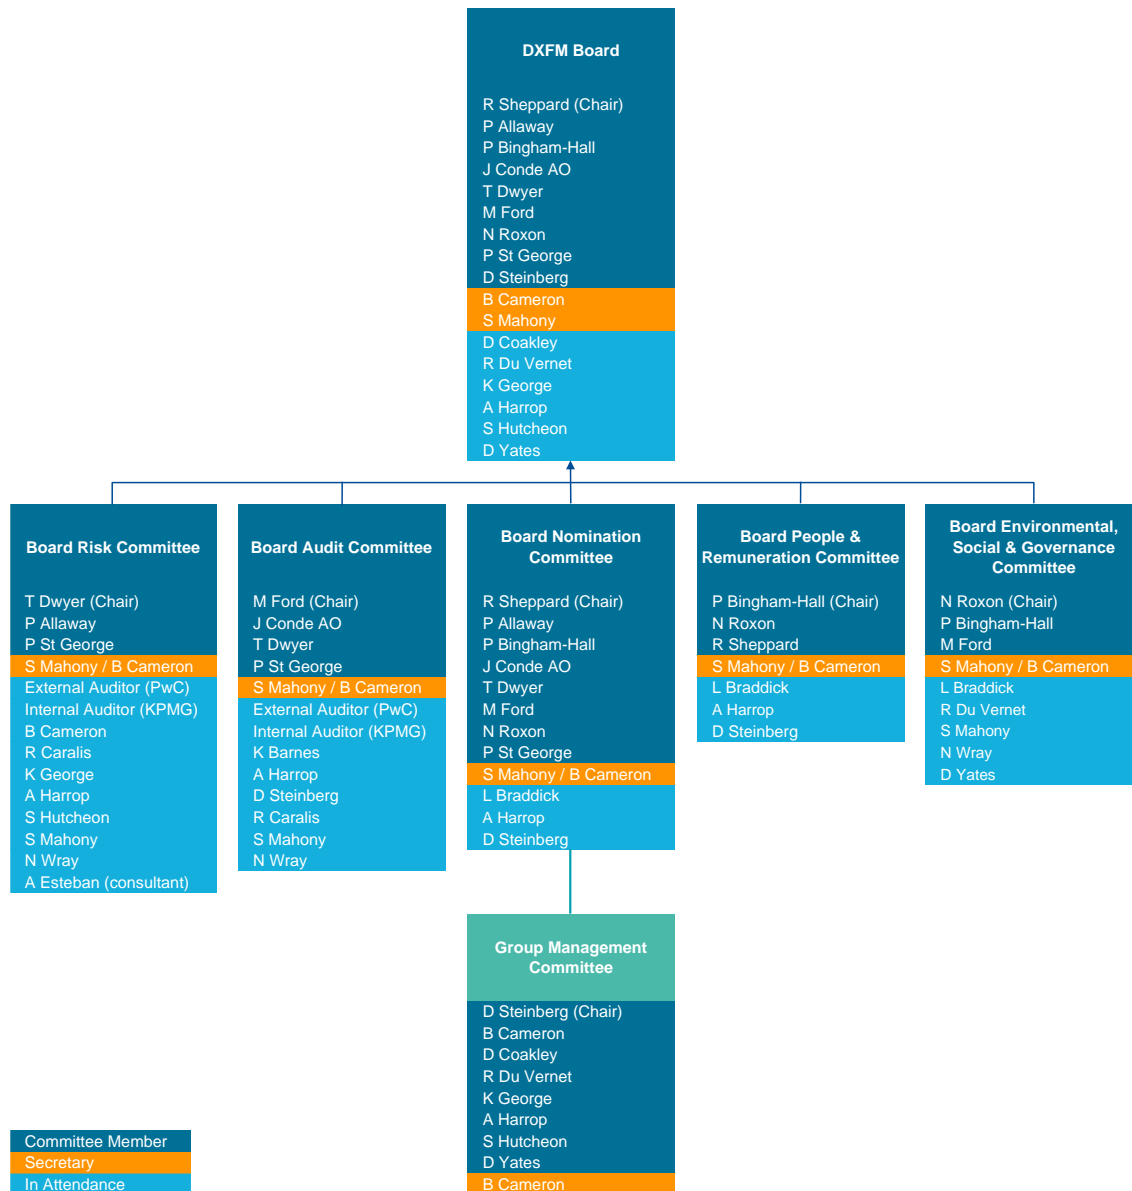 DXFM Board
R Sheppard (Chair)
P Allaway
P Bingham-Hall
J Conde AO
T Dwyer
M Ford
N Roxon
P St George
D Steinberg
B Cameron
S Mahony
D Coakley
R Du Vernet
K George
A Harrop
S Hutcheon
D Yates
Board Risk Committee
T Dwyer (Chair)
P Allaway
P St George
S Mahony / B Cameron
External Auditor (PwC)
Internal Auditor (KPMG)
B Cameron
R Caralis
K George
A Harrop
S Hutcheon
S Mahony
N Wray
A Esteban (consultant)
Board Audit Committee
M Ford (Chair)
J Conde AO
T Dwyer
P St George
S Mahony / B Cameron
External Auditor (PwC)
Internal Auditor (KPMG)
K Barnes
A Harrop
D Steinberg
R Caralis
S Mahony
N Wray
Board Nomination
Committee
R Sheppard (Chair)
P Allaway
P Bingham-Hall
J Conde AO
T Dwyer
M Ford
N Roxon
P St George
S Mahony / B Cameron
L Braddick
A Harrop
D Steinberg
Board People &
Remuneration Committee
P Bingham-Hall (Chair)
N Roxon
R Sheppard
S Mahony / B Cameron
L Braddick
A Harrop
D Steinberg
Board Environmental,
Social & Governance
Committee
N Roxon (Chair)
P Bingham-Hall
M Ford
S Mahony / B Cameron
L Braddick
R Du Vernet
S Mahony
N Wray
D Yates
Group Management
Committee
D Steinberg (Chair)
B Cameron
D Coakley
R Du Vernet
K George
A Harrop
S Hutcheon
D Yates
B Cameron
Committee Member
Secretary
In Attendance